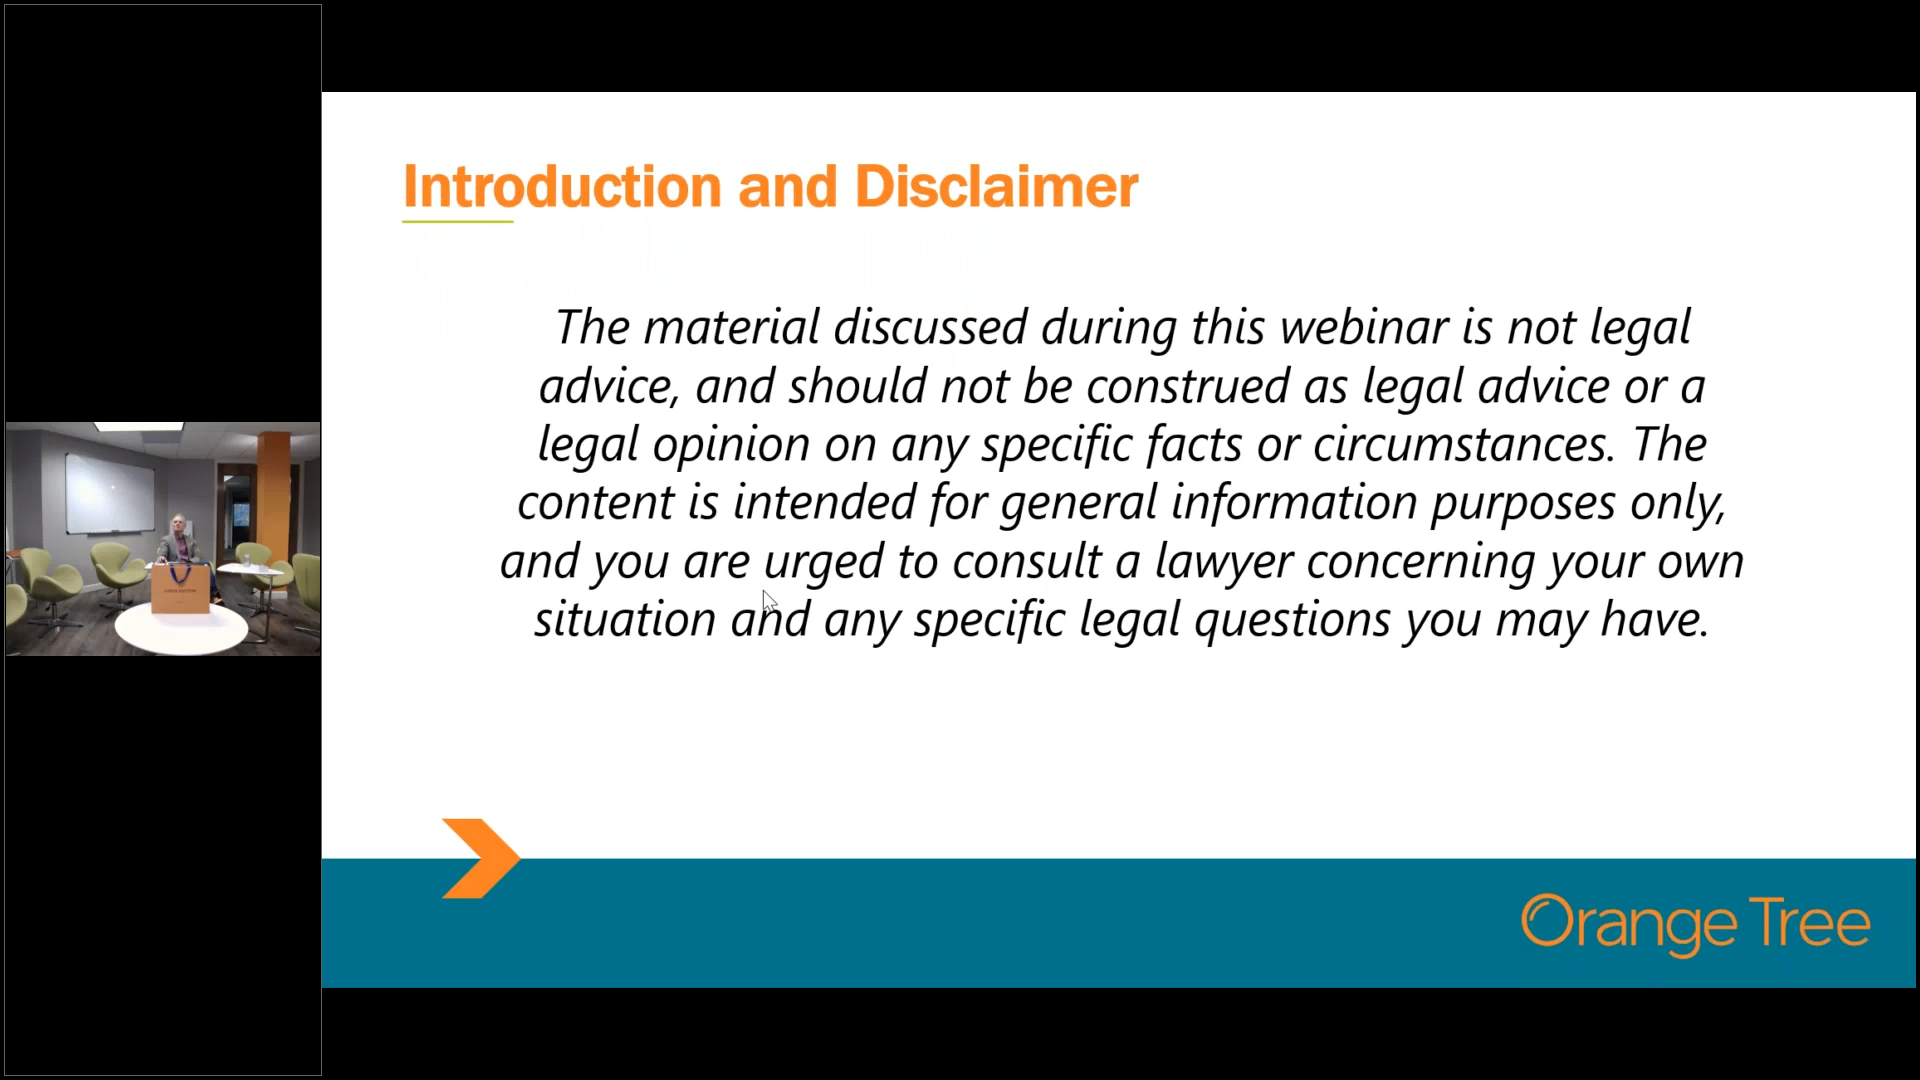 Introduction and Disclaimer
The material discussed during this webinar is not legal
advice, and should not be construed as legal advice or a
legal opinion on any specific facts or circumstances. The
content is intended for general information purposes only,
and you are urged to consult a lawyer concerning your own
situation and any specific legal questions you may have.
LOUIS VUITTON
Orange Tree